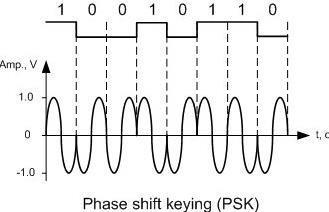 1 0 0 1 0 1 1 0
Amp., V
1.0
0
t, c
-1.0
Phase shift keying (PSK)